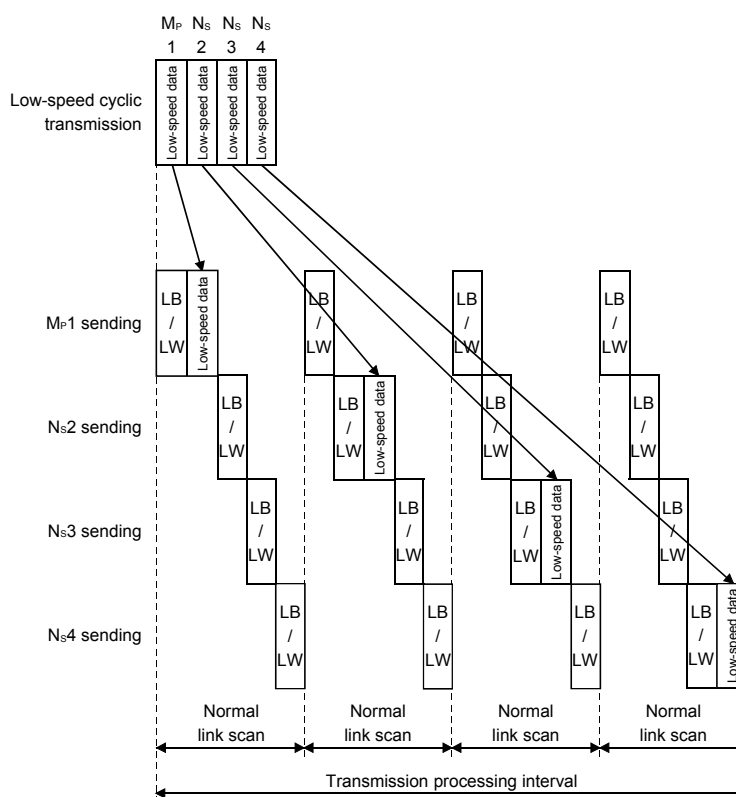 MP NS NS NS
1 2 3 4
Low-speed cyclic
transmission
Low-speed data
Low-speed data
Low-speed data
Low-speed data
MP1 sending
LB
/
LW
Low-speed data
LB
/
LW
LB
/
LW
LB
/
LW
NS2 sending
LB
/
LW
LB
/
LW
Low-speed data
LB
/
LW
LB
/
LW
NS3 sending
LB
/
LW
LB
/
LW
LB
/
LW
Low-speed data
LB
/
LW
NS4 sending
LB
/
LW
LB
/
LW
LB
/
LW
LB
/
LW
Low-speed data
Normal
link scan
Normal
link scan
Normal
link scan
Normal
link scan
Transmission processing interval